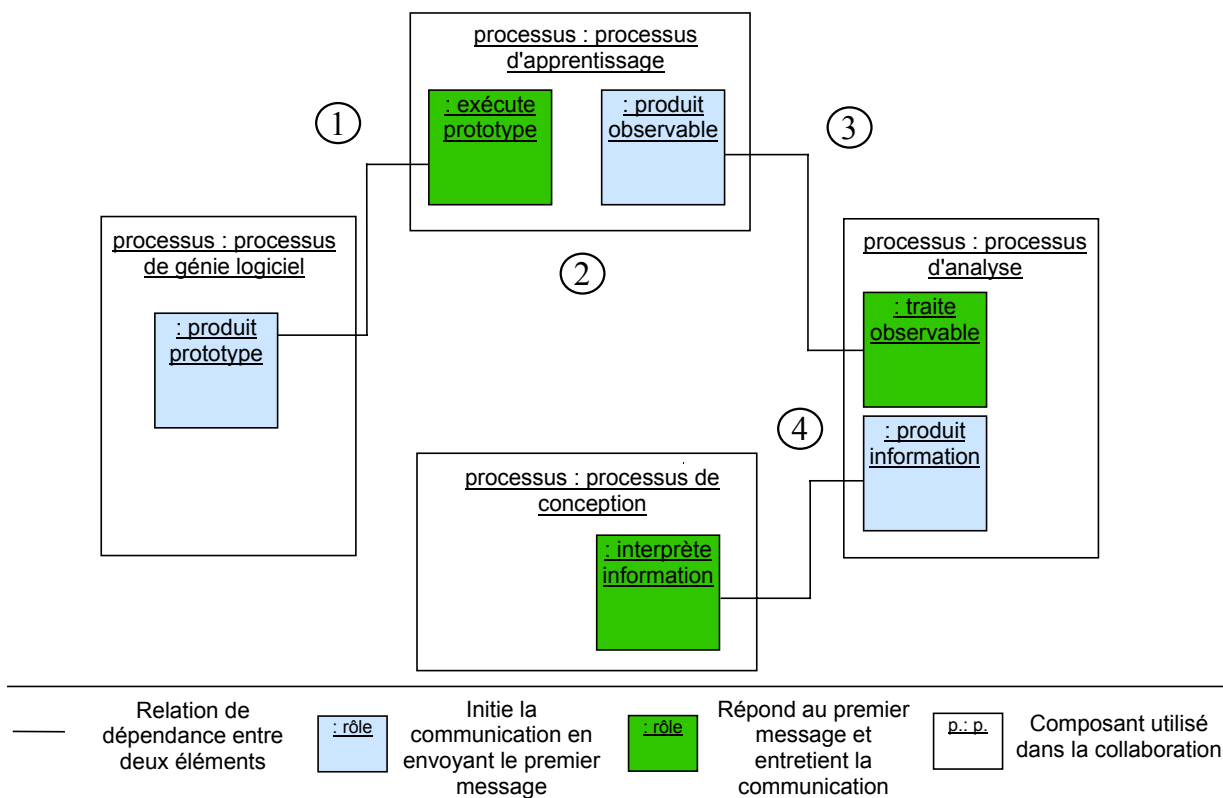 processus : processus
d'apprentissage
: exécute
prototype
: produit
observable
1
3
processus : processus
de génie logiciel
: produit
prototype
2
processus : processus
d'analyse
: traite
observable
: produit
information
4
processus : processus de
conception
: interprète
information
Relation de
dépendance entre
deux éléments
: rôle
Initie la
communication en
envoyant le premier
message
: rôle
Répond au premier
message et
entretient la
communication
p.: p.
Composant utilisé
dans la collaboration